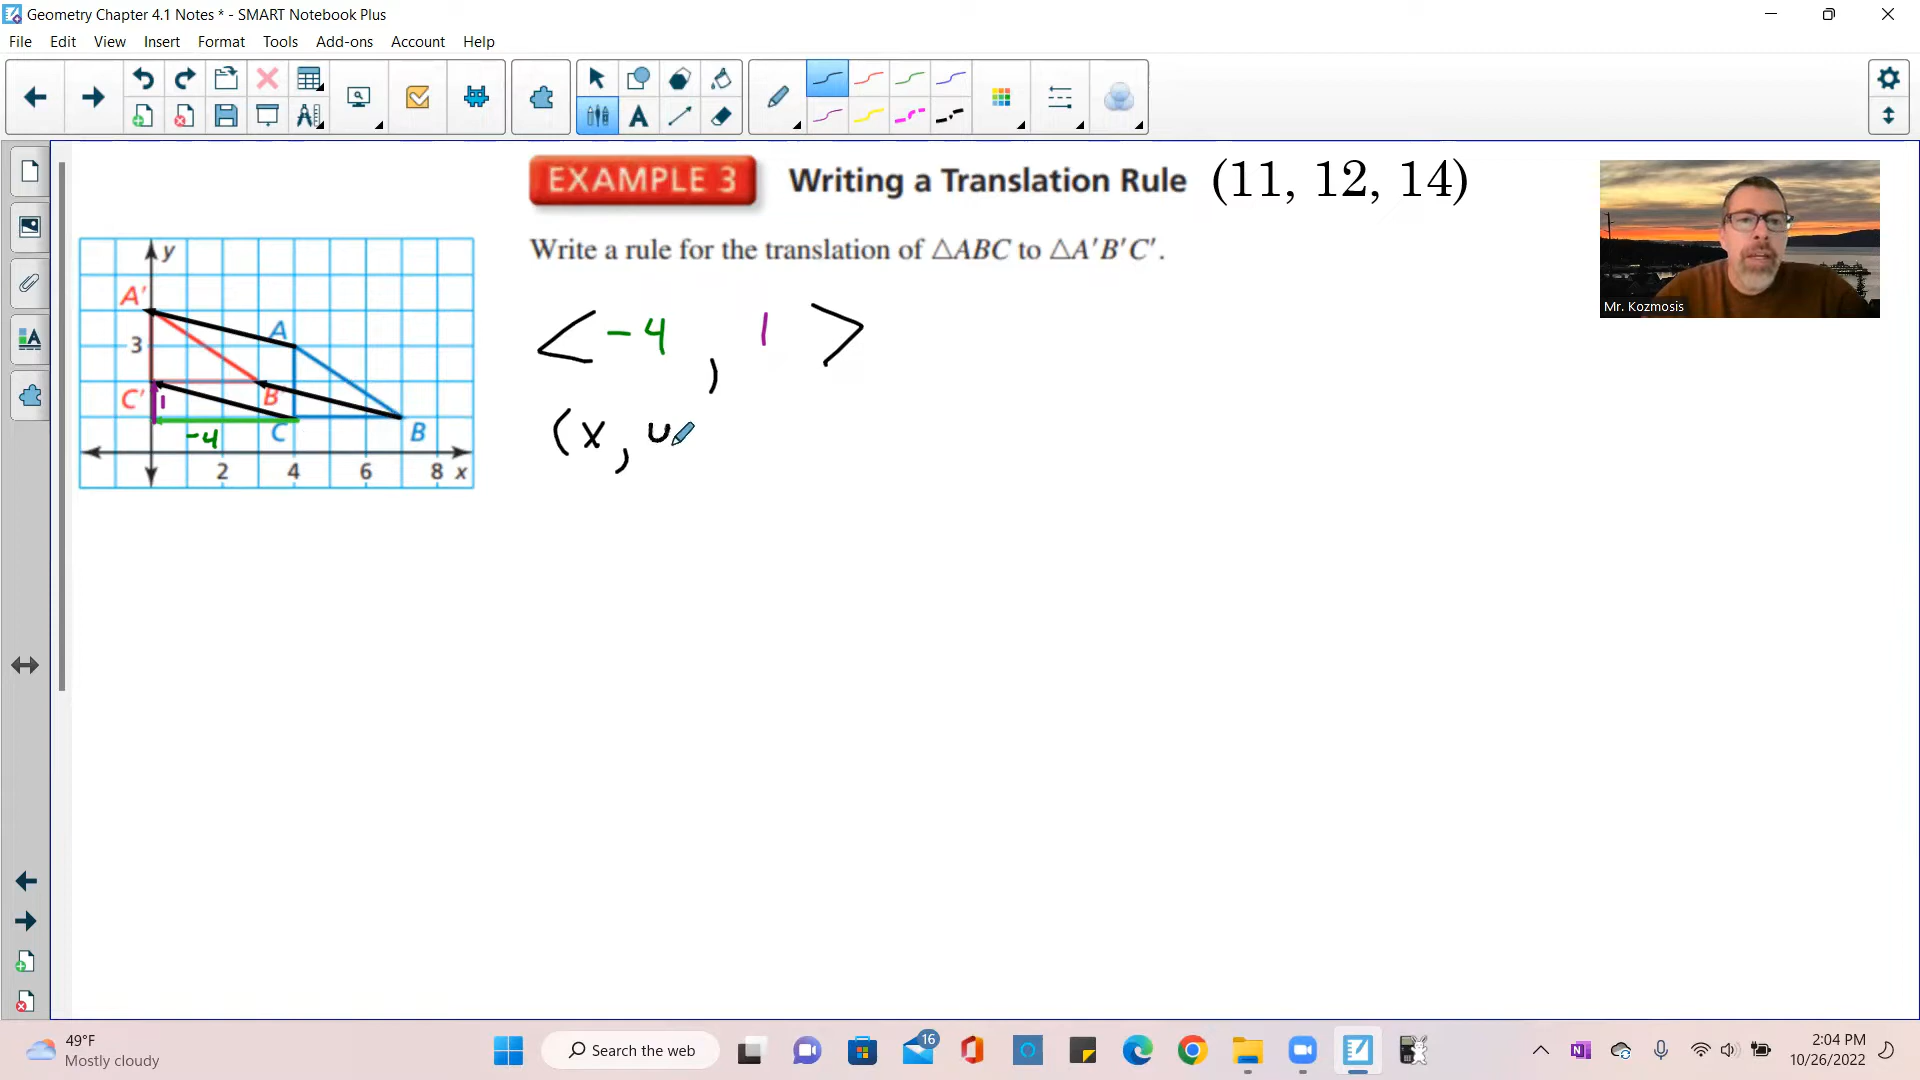 Geometry Chapter 4.1 Notes * - SMART Notebook Plus
File Edit View Insert Format Tools Add-ons Account Help
EXAMPLE 3 Writing a Translation Rule (11, 12, 14)
Write a rule for the translation of △ABC to △A′B′C′.
Mr. Kozmosis
y
A′
A
3
C′
1
B
-4
C
B
2 4 6 8 x
< -4 , 1 >
(x,
49°F
Mostly cloudy
Search the web
16
2:04 PM
10/26/2022